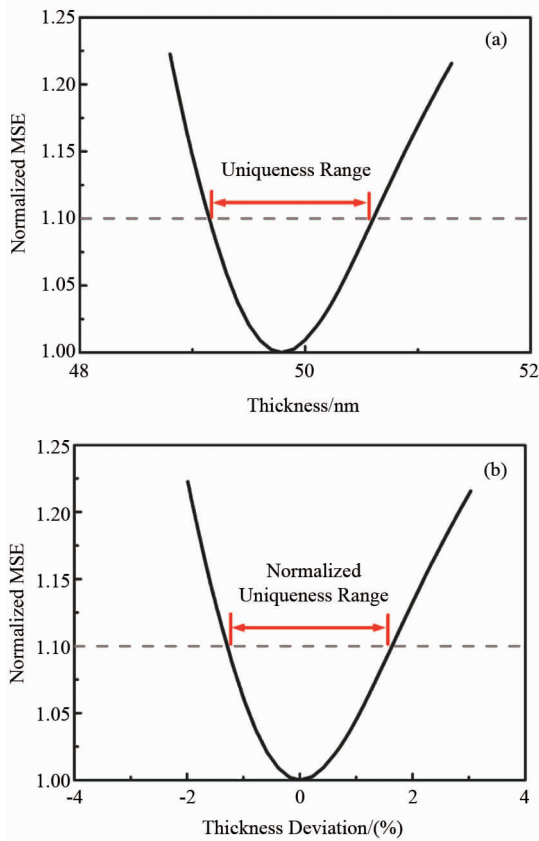 (a)
1.25
1.20
1.15
1.10
1.05
1.00
Normalized MSE
Uniqueness Range
48
50
52
Thickness/nm
(b)
1.25
1.20
1.15
1.10
1.05
1.00
Normalized MSE
Normalized
Uniqueness Range
-4
-2
0
2
4
Thickness Deviation/(%)